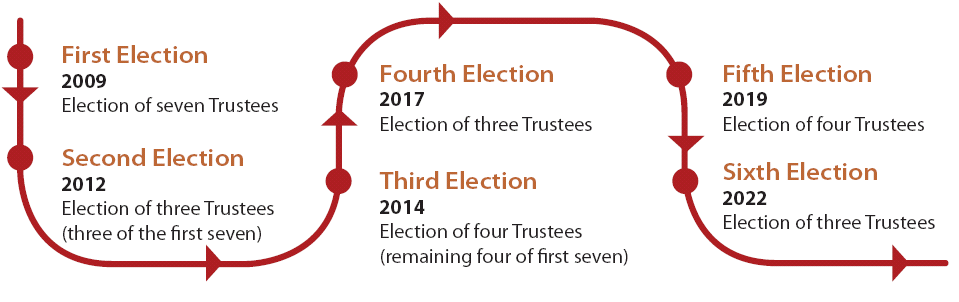 First Election
2009
Election of seven Trustees
Second Election
2012
Election of three Trustees
(three of the first seven)
Third Election
2014
Election of four Trustees
(remaining four of first seven)
Fourth Election
2017
Election of three Trustees
Fifth Election
2019
Election of four Trustees
Sixth Election
2022
Election of three Trustees